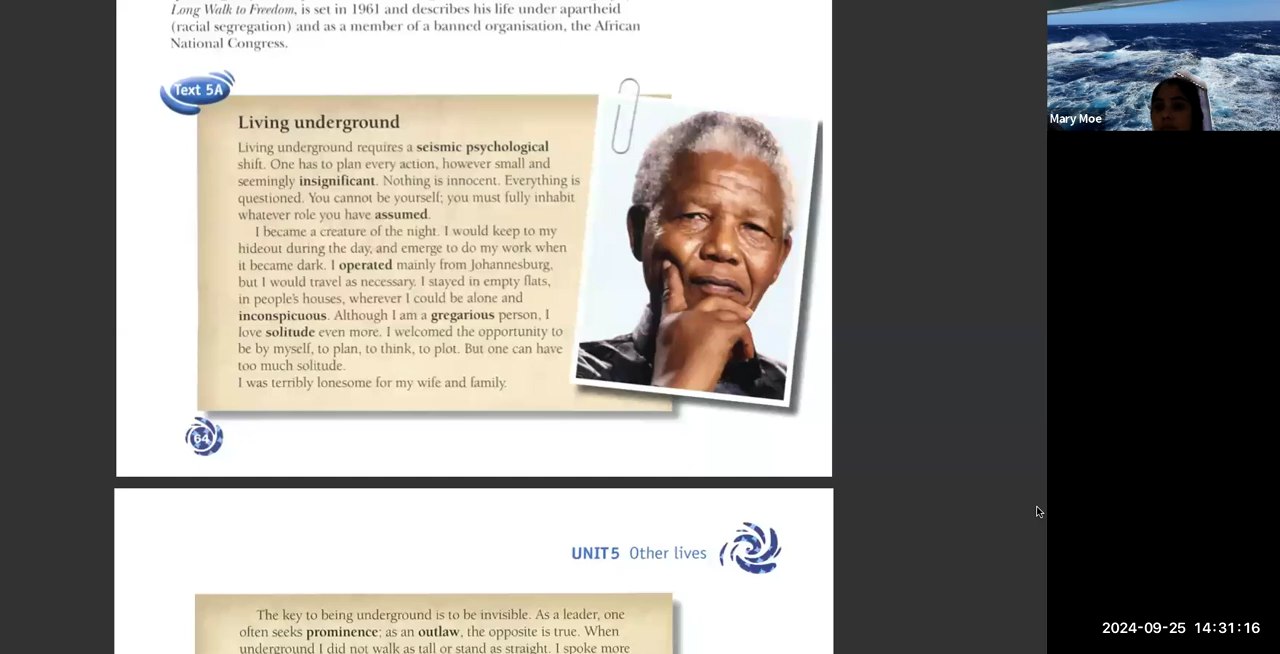 Long Walk to Freedom, is set in 1961 and describes his life under apartheid
(racial segregation) and as a member of a banned organisation, the African
National Congress.
Text 5A
Living underground
Living underground requires a seismic psychological
shift. One has to plan every action, however small and
seemingly insignificant. Nothing is innocent. Everything is
questioned. You cannot be yourself; you must fully inhabit
whatever role you have assumed.
I became a creature of the night. I would keep to my
hideout during the day, and emerge to do my work when
it became dark. I operated mainly from Johannesburg,
but I would travel as necessary. I stayed in empty flats,
in people's houses, wherever I could be alone and
inconspicuous. Although I am a gregarious person, I
love solitude even more. I welcomed the opportunity to
be by myself, to plan, to think, to plot. But one can have
too much solitude.
I was terribly lonesome for my wife and family.
64
UNIT 5 Other lives
The key to being underground is to be invisible. As a leader, one
often seeks prominence; as an outlaw, the opposite is true. When
underground I did not walk as tall or stand as straight. I spoke more
Mary Moe
2024-09-25 14:31:16